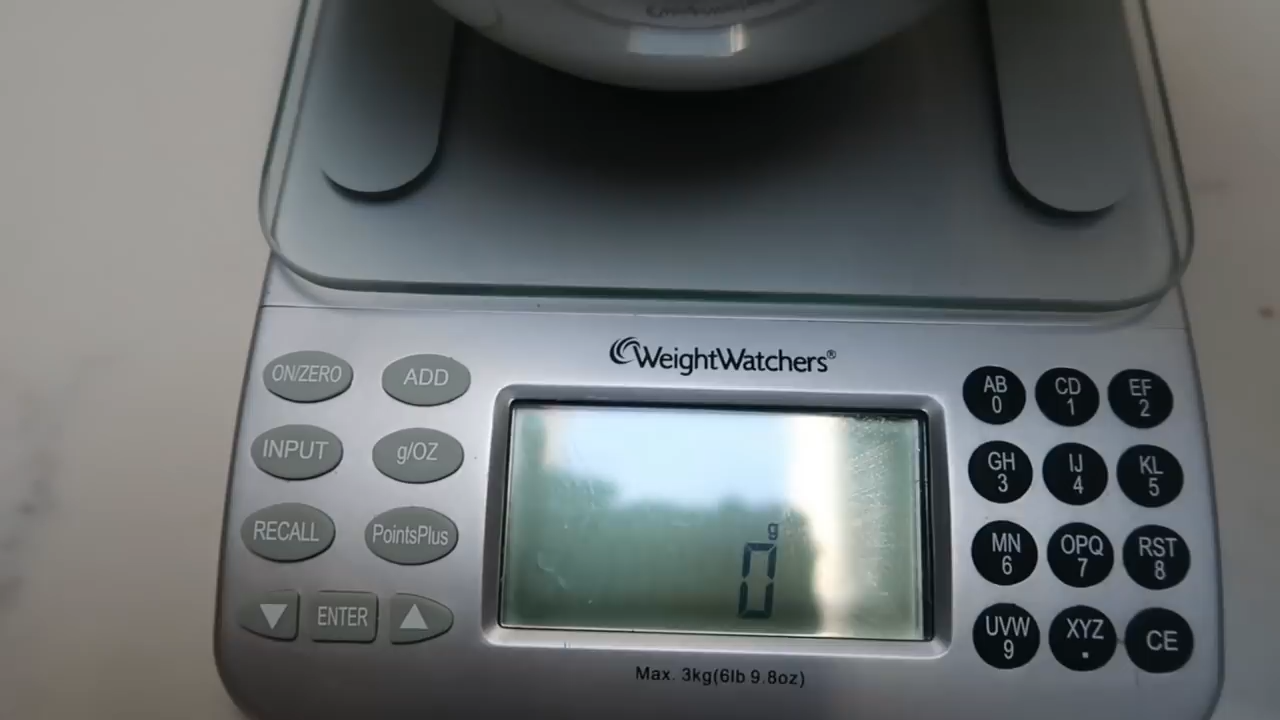 WeightWatchers®
ON/ZERO
ADD
INPUT
g/OZ
RECALL
PointsPlus
▼
ENTER
▲
g
0
AB
0
CD
1
EF
2
GH
3
IJ
4
KL
5
MN
6
OPQ
7
RST
8
UVW
9
XYZ
.
CE
Max. 3kg(6lb 9.8oz)